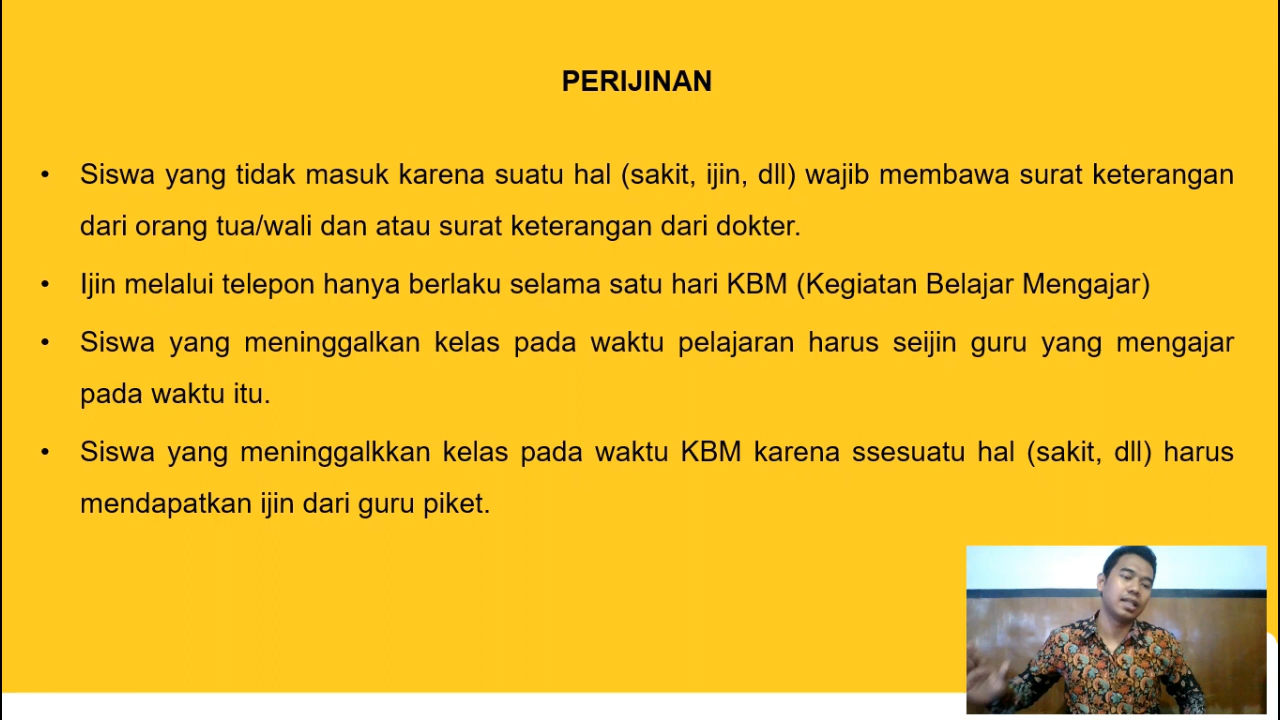 PERIJINAN
• Siswa yang tidak masuk karena suatu hal (sakit, ijin, dll) wajib membawa surat keterangan
dari orang tua/wali dan atau surat keterangan dari dokter.
• Ijin melalui telepon hanya berlaku selama satu hari KBM (Kegiatan Belajar Mengajar)
• Siswa yang meninggalkan kelas pada waktu pelajaran harus seijin guru yang mengajar
pada waktu itu.
• Siswa yang meninggalkkan kelas pada waktu KBM karena ssesuatu hal (sakit, dll) harus
mendapatkan ijin dari guru piket.